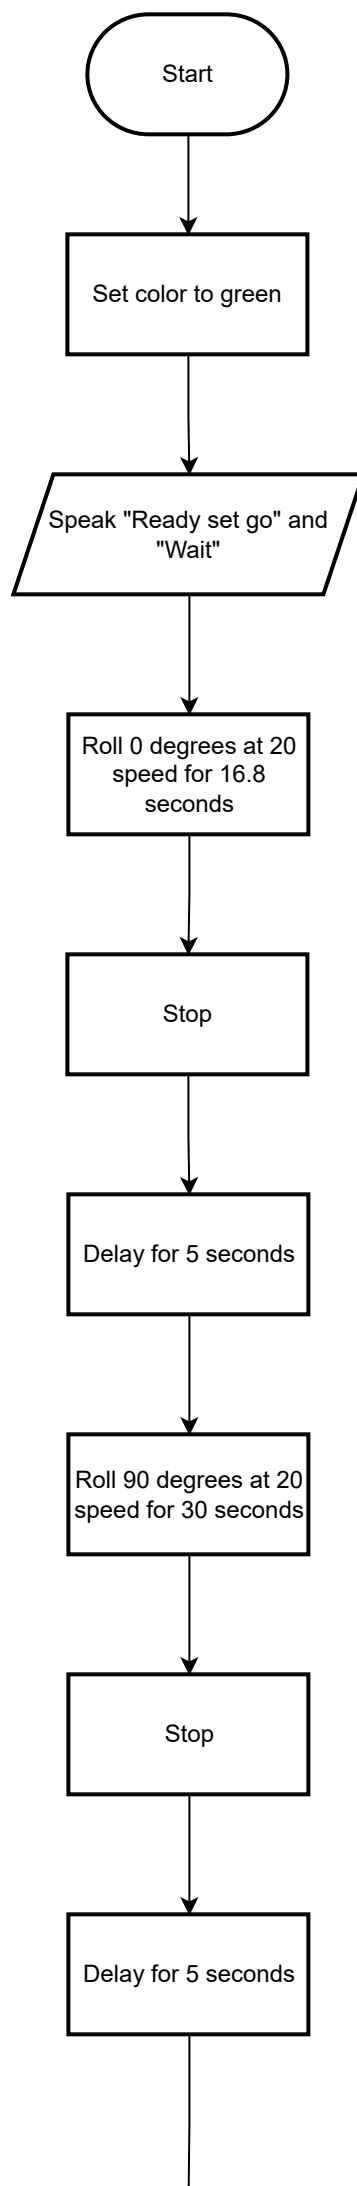 Start
Set color to green
Speak "Ready set go" and
"Wait"
Roll 0 degrees at 20
speed for 16.8
seconds
Stop
Delay for 5 seconds
Roll 90 degrees at 20
speed for 30 seconds
Stop
Delay for 5 seconds